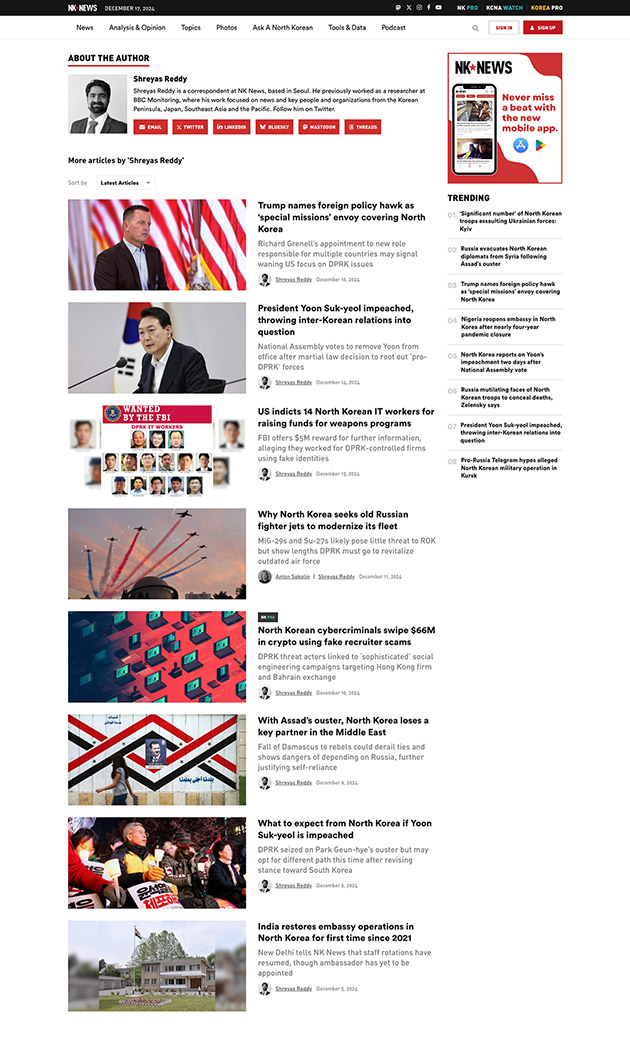 NK NEWS DECEMBER 17, 2024
NK PRO KCNA WATCH KOREA PRO
News Analysis & Opinion Topics Photos Ask A North Korean Tools & Data Podcast SIGN IN SIGN UP
ABOUT THE AUTHOR
Shreyas Reddy
Shreyas Reddy is a correspondent at NK News, based in Seoul. He previously worked as a researcher at
BBC Monitoring, where his work focused on news and key people and organizations from the Korean
Peninsula, Japan, Southeast Asia and the Pacific. Follow him on Twitter.
EMAIL TWITTER LINKEDIN BLUESKY MASTODON THREADS
More articles by 'Shreyas Reddy'
Sort by Latest Articles
Trump names foreign policy hawk as
'special missions' envoy covering North
Korea
Richard Grenell's appointment to new role
responsible for multiple countries may signal
waning US focus on DPRK issues
Shreyas Reddy December 16, 2024
President Yoon Suk-yeol impeached,
throwing inter-Korean relations into
question
National Assembly votes to remove Yoon from
office after martial law decision to root out 'pro-
DPRK' forces
Shreyas Reddy December 14, 2024
WANTED
BY THE FBI
DPRK IT WORKERS
US indicts 14 North Korean IT workers for
raising funds for weapons programs
FBI offers $5M reward for further information,
alleging they worked for DPRK-controlled firms
using fake identities
Shreyas Reddy December 13, 2024
Why North Korea seeks old Russian
fighter jets to modernize its fleet
MiG-29s and Su-27s likely pose little threat to ROK
but show lengths DPRK must go to revitalize
outdated air force
Anton Sokolin | Shreyas Reddy December 11, 2024
NK PRO
North Korean cybercriminals swipe $66M
in crypto using fake recruiter scams
DPRK threat actors linked to 'sophisticated' social
engineering campaigns targeting Hong Kong firm
and Bahrain exchange
Shreyas Reddy December 10, 2024
With Assad's ouster, North Korea loses a
key partner in the Middle East
Fall of Damascus to rebels could derail ties and
shows dangers of depending on Russia, further
justifying self-reliance
Shreyas Reddy December 9, 2024
What to expect from North Korea if Yoon
Suk-yeol is impeached
DPRK seized on Park Geun-hye's ouster but may
opt for different path this time after revising
stance toward South Korea
Shreyas Reddy December 6, 2024
India restores embassy operations in
North Korea for first time since 2021
New Delhi tells NK News that staff rotations have
resumed, though ambassador has yet to be
appointed
Shreyas Reddy December 5, 2024
NK NEWS
Never miss
a beat with
the new
mobile app.
TRENDING
01 'Significant number' of North Korean
troops assaulting Ukrainian forces:
Kyiv
02 Russia evacuates North Korean
diplomats from Syria following
Assad's ouster
03 Trump names foreign policy hawk
as 'special missions' envoy covering
North Korea
04 Nigeria reopens embassy in North
Korea after nearly four-year
pandemic closure
05 North Korea reports on Yoon's
impeachment two days after
National Assembly vote
06 Russia mutilating faces of North
Korean troops to conceal deaths,
Zelensky says
07 President Yoon Suk-yeol impeached,
throwing inter-Korean relations into
question
08 Pro-Russia Telegram hypes alleged
North Korean military operation in
Kursk